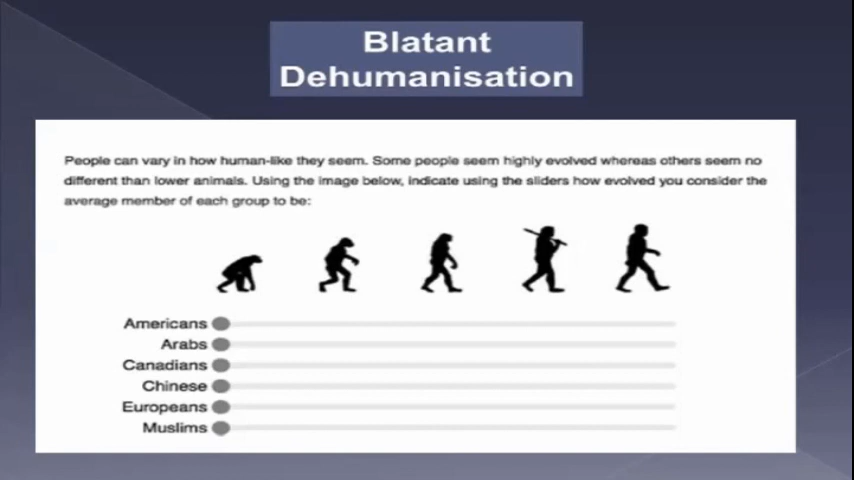 Blatant
Dehumanisation
People can vary in how human-like they seem. Some people seem highly evolved whereas others seem no
different than lower animals. Using the image below, indicate using the sliders how evolved you consider the
average member of each group to be:
Americans
Arabs
Canadians
Chinese
Europeans
Muslims